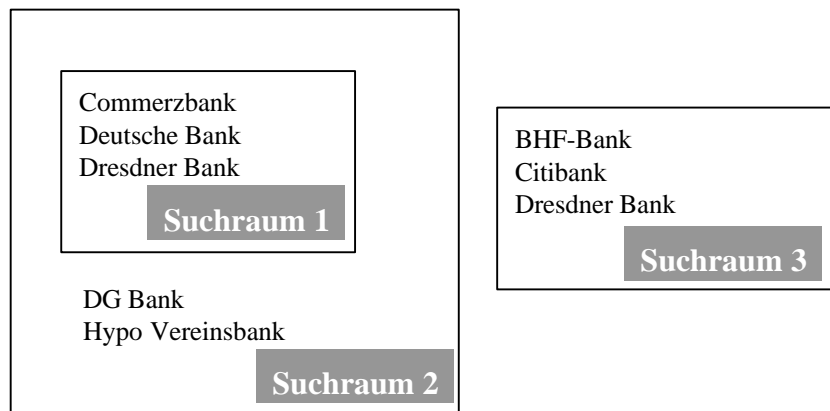 Commerzbank
Deutsche Bank
Dresdner Bank
Suchraum 1
DG Bank
Hypo Vereinsbank
Suchraum 2
BHF-Bank
Citibank
Dresdner Bank
Suchraum 3